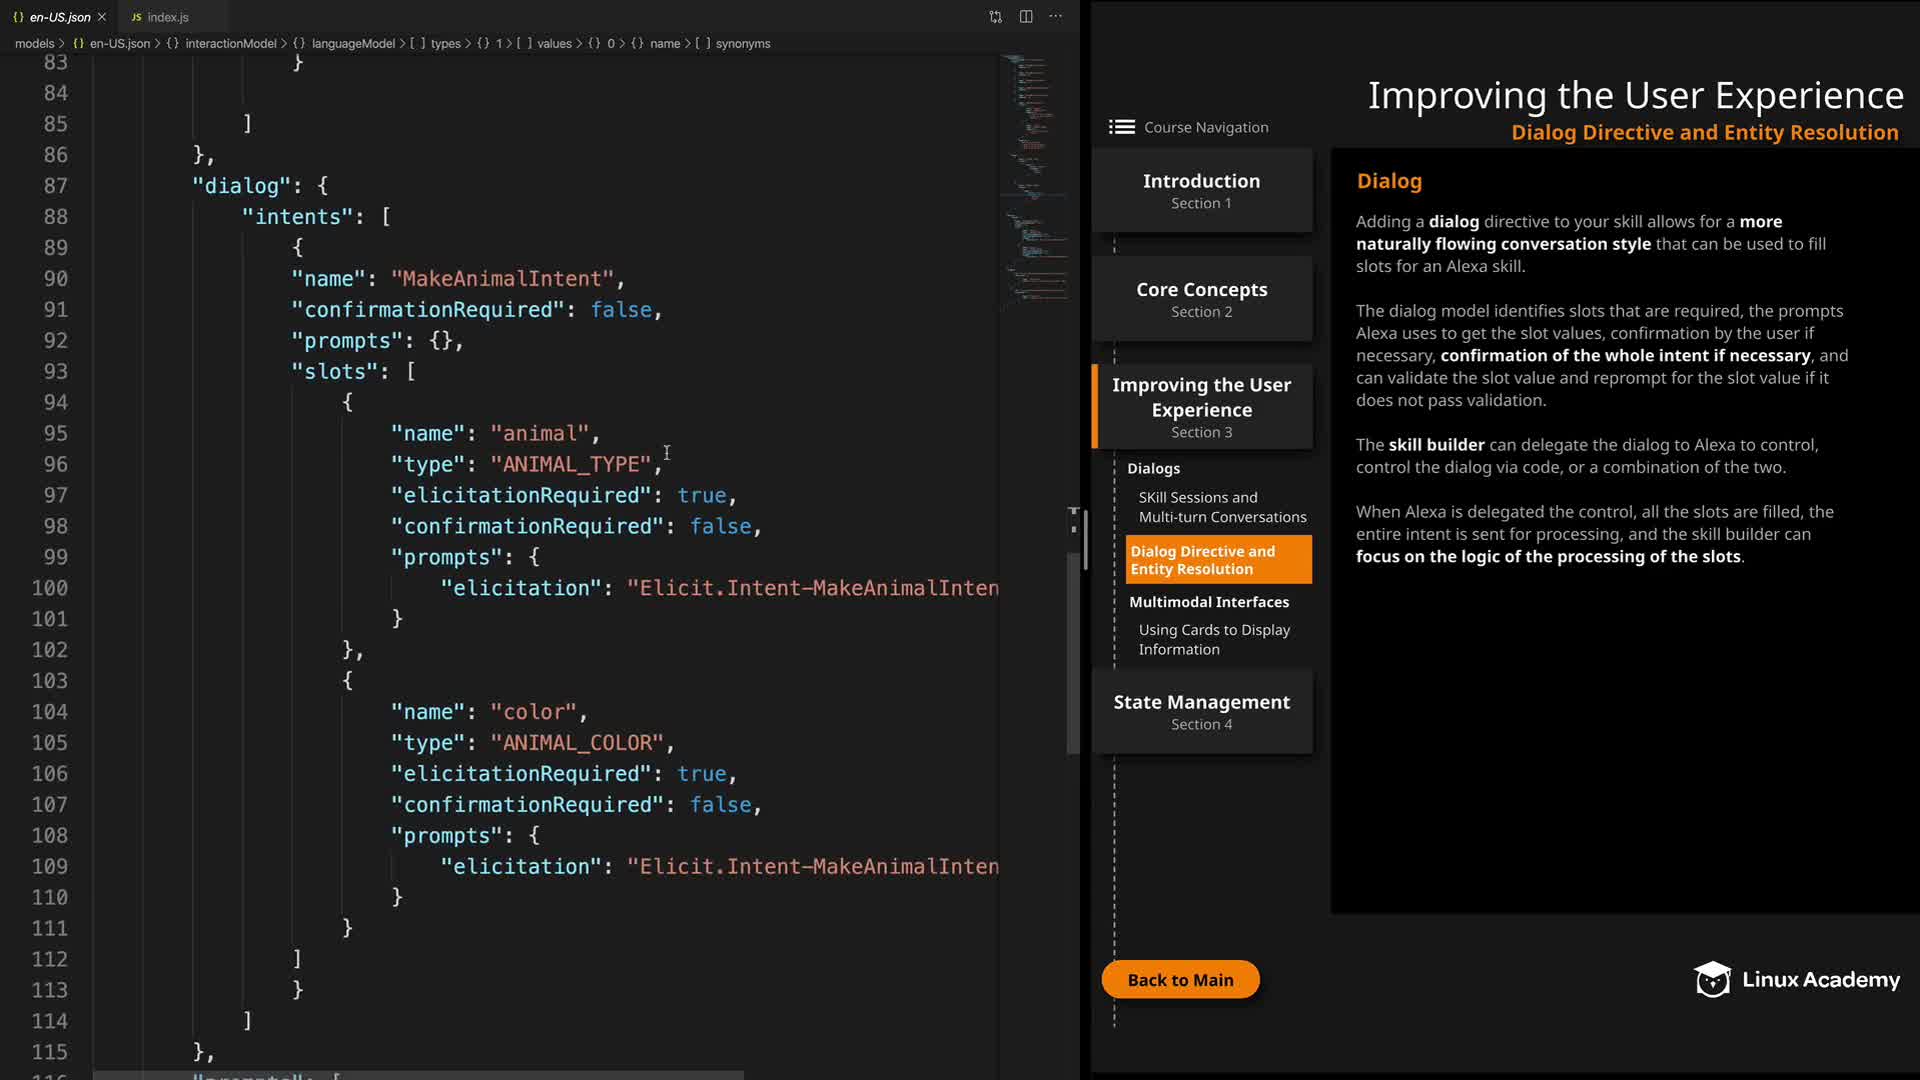 {} en-US.json ×
JS index.js
models > {} en-US.json > {} interactionModel > {} languageModel > [ ] types > {} 1 > [ ] values > {} 0 > {} name > [ ] synonyms
83 }
84
85 ]
86 },
87 "dialog": {
88 "intents": [
89 {
90 "name": "MakeAnimalIntent",
91 "confirmationRequired": false,
92 "prompts": {},
93 "slots": [
94 {
95 "name": "animal",
96 "type": "ANIMAL_TYPE",
97 "elicitationRequired": true,
98 "confirmationRequired": false,
99 "prompts": {
100 "elicitation": "Elicit.Intent-MakeAnimalInten
101 }
102 },
103 {
104 "name": "color",
105 "type": "ANIMAL_COLOR",
106 "elicitationRequired": true,
107 "confirmationRequired": false,
108 "prompts": {
109 "elicitation": "Elicit.Intent-MakeAnimalInten
110 }
111 }
112 ]
113 }
114 ]
115 },
Improving the User Experience
Dialog Directive and Entity Resolution
Course Navigation
Introduction
Section 1
Core Concepts
Section 2
Improving the User
Experience
Section 3
Dialogs
SKill Sessions and
Multi-turn Conversations
Dialog Directive and
Entity Resolution
Multimodal Interfaces
Using Cards to Display
Information
State Management
Section 4
Back to Main
Dialog
Adding a dialog directive to your skill allows for a more
naturally flowing conversation style that can be used to fill
slots for an Alexa skill.
The dialog model identifies slots that are required, the prompts
Alexa uses to get the slot values, confirmation by the user if
necessary, confirmation of the whole intent if necessary, and
can validate the slot value and reprompt for the slot value if it
does not pass validation.
The skill builder can delegate the dialog to Alexa to control,
control the dialog via code, or a combination of the two.
When Alexa is delegated the control, all the slots are filled, the
entire intent is sent for processing, and the skill builder can
focus on the logic of the processing of the slots.
Linux Academy